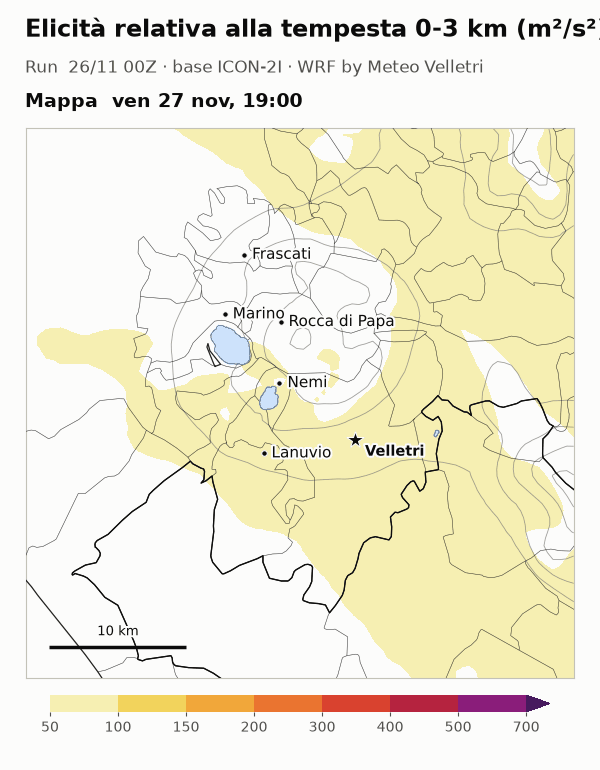 Elicità relativa alla tempesta 0-3 km (m²/s²)
Run 26/11 00Z · base ICON-2I · WRF by Meteo Velletri
Mappa ven 27 nov, 19:00
Frascati
Marino
Rocca di Papa
Nemi
Lanuvio
Velletri
10 km
50 100 150 200 300 400 500 700